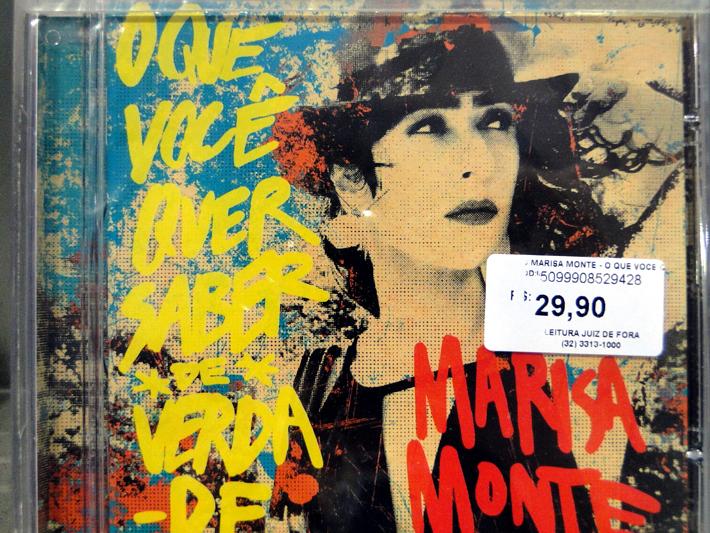 O QUE
VOCÊ
QUER
SABER
*DE*
VERDA
-DE
MARISA MONTE - O QUE VOCE
5099908529428
29,90
LEITURA JUIZ DE FORA
(32) 3313-1000
MARISA
MONTE